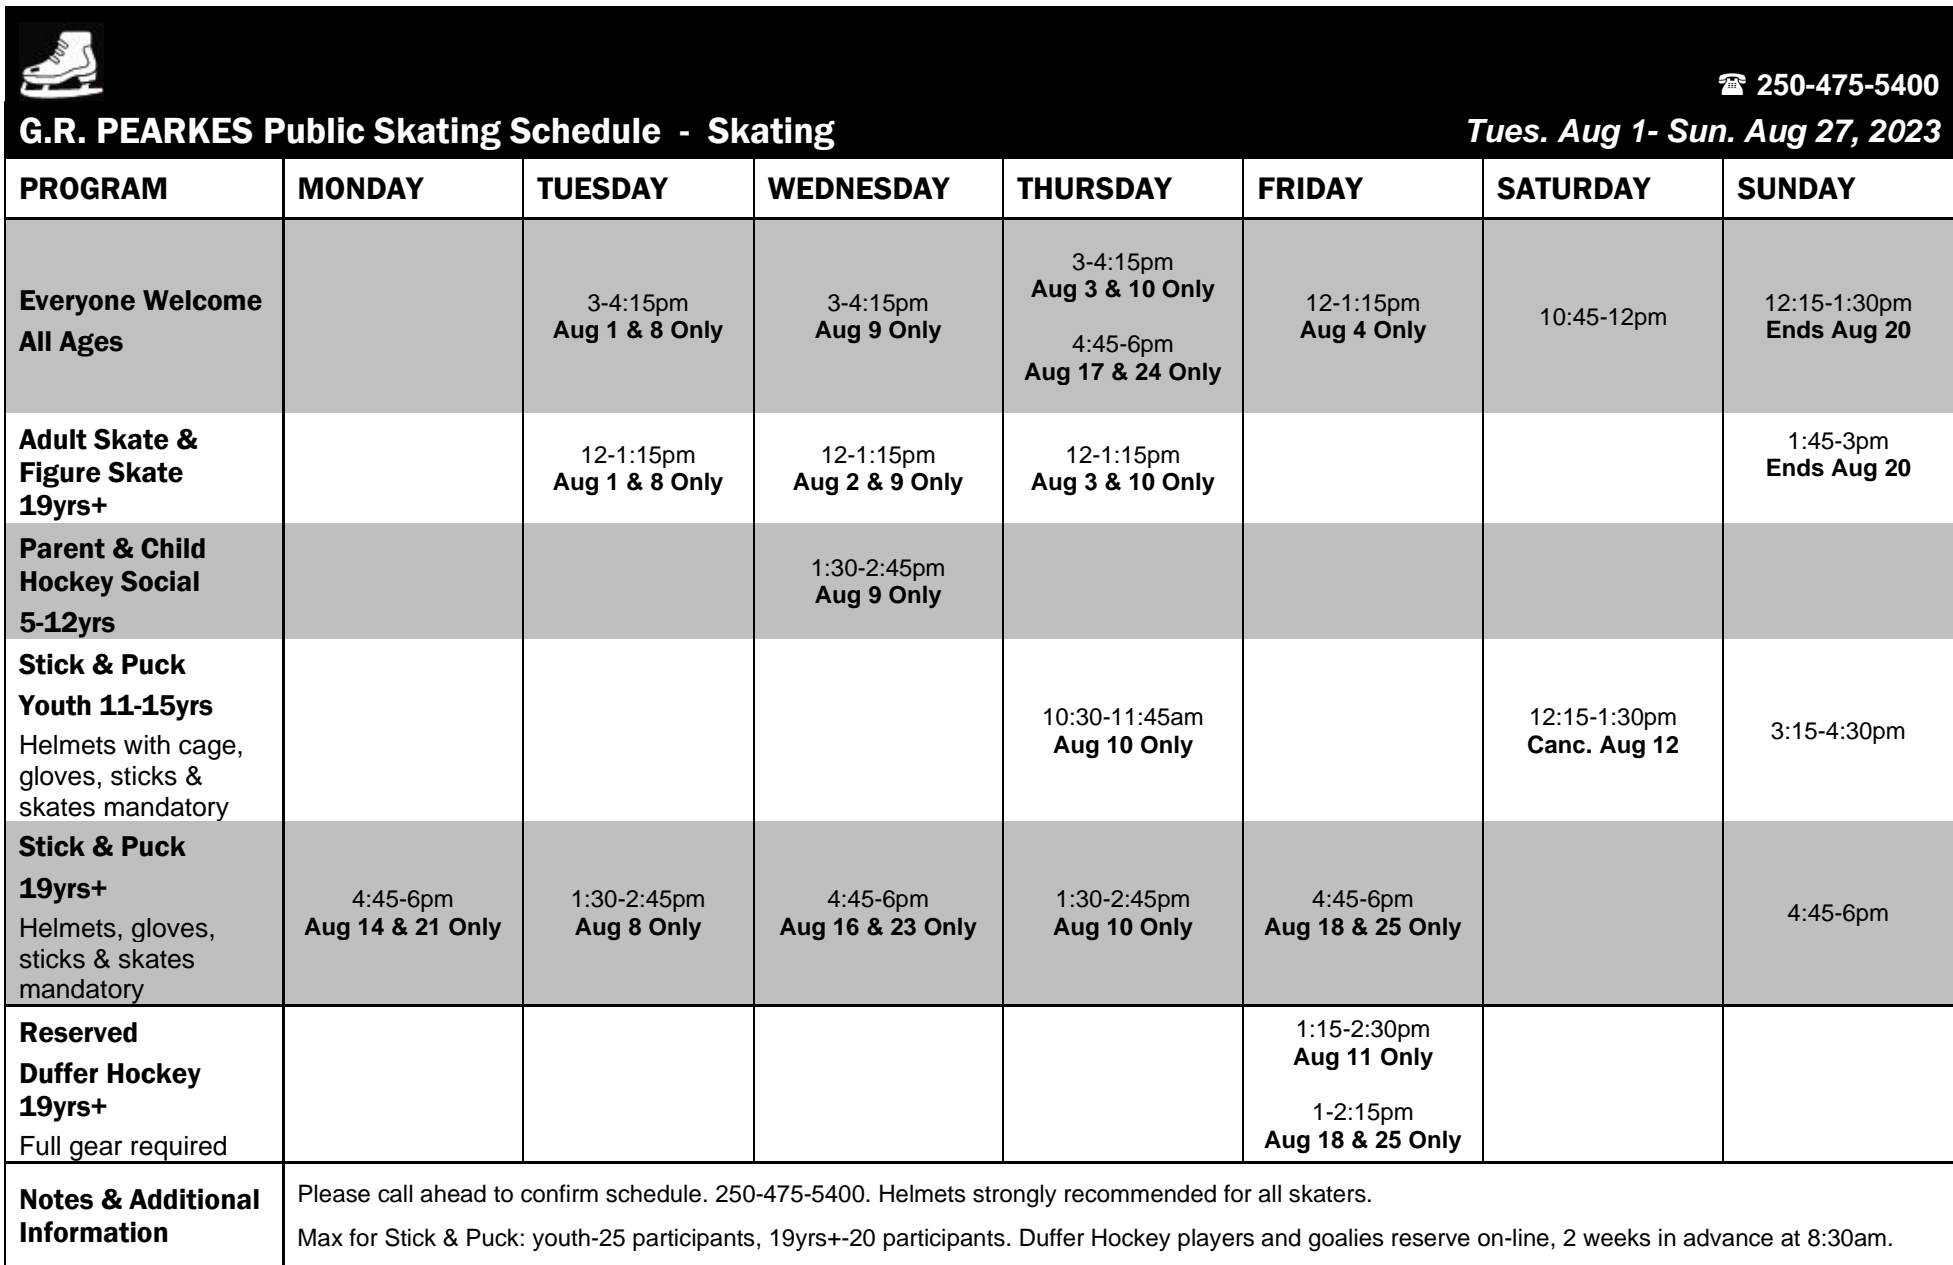 ☎ 250-475-5400
G.R. PEARKES Public Skating Schedule - Skating
Tues. Aug 1- Sun. Aug 27, 2023
PROGRAM MONDAY TUESDAY WEDNESDAY THURSDAY FRIDAY SATURDAY SUNDAY
Everyone Welcome
All Ages
3-4:15pm
Aug 1 & 8 Only
3-4:15pm
Aug 9 Only
3-4:15pm
Aug 3 & 10 Only
4:45-6pm
Aug 17 & 24 Only
12-1:15pm
Aug 4 Only
10:45-12pm
12:15-1:30pm
Ends Aug 20
Adult Skate &
Figure Skate
19yrs+
12-1:15pm
Aug 1 & 8 Only
12-1:15pm
Aug 2 & 9 Only
12-1:15pm
Aug 3 & 10 Only
1:45-3pm
Ends Aug 20
Parent & Child
Hockey Social
5-12yrs
1:30-2:45pm
Aug 9 Only
Stick & Puck
Youth 11-15yrs
Helmets with cage,
gloves, sticks &
skates mandatory
10:30-11:45am
Aug 10 Only
12:15-1:30pm
Canc. Aug 12
3:15-4:30pm
Stick & Puck
19yrs+
Helmets, gloves,
sticks & skates
mandatory
4:45-6pm
Aug 14 & 21 Only
1:30-2:45pm
Aug 8 Only
4:45-6pm
Aug 16 & 23 Only
1:30-2:45pm
Aug 10 Only
4:45-6pm
Aug 18 & 25 Only
4:45-6pm
Reserved
Duffer Hockey
19yrs+
Full gear required
1:15-2:30pm
Aug 11 Only
1-2:15pm
Aug 18 & 25 Only
Notes & Additional
Information
Please call ahead to confirm schedule. 250-475-5400. Helmets strongly recommended for all skaters.
Max for Stick & Puck: youth-25 participants, 19yrs+-20 participants. Duffer Hockey players and goalies reserve on-line, 2 weeks in advance at 8:30am.